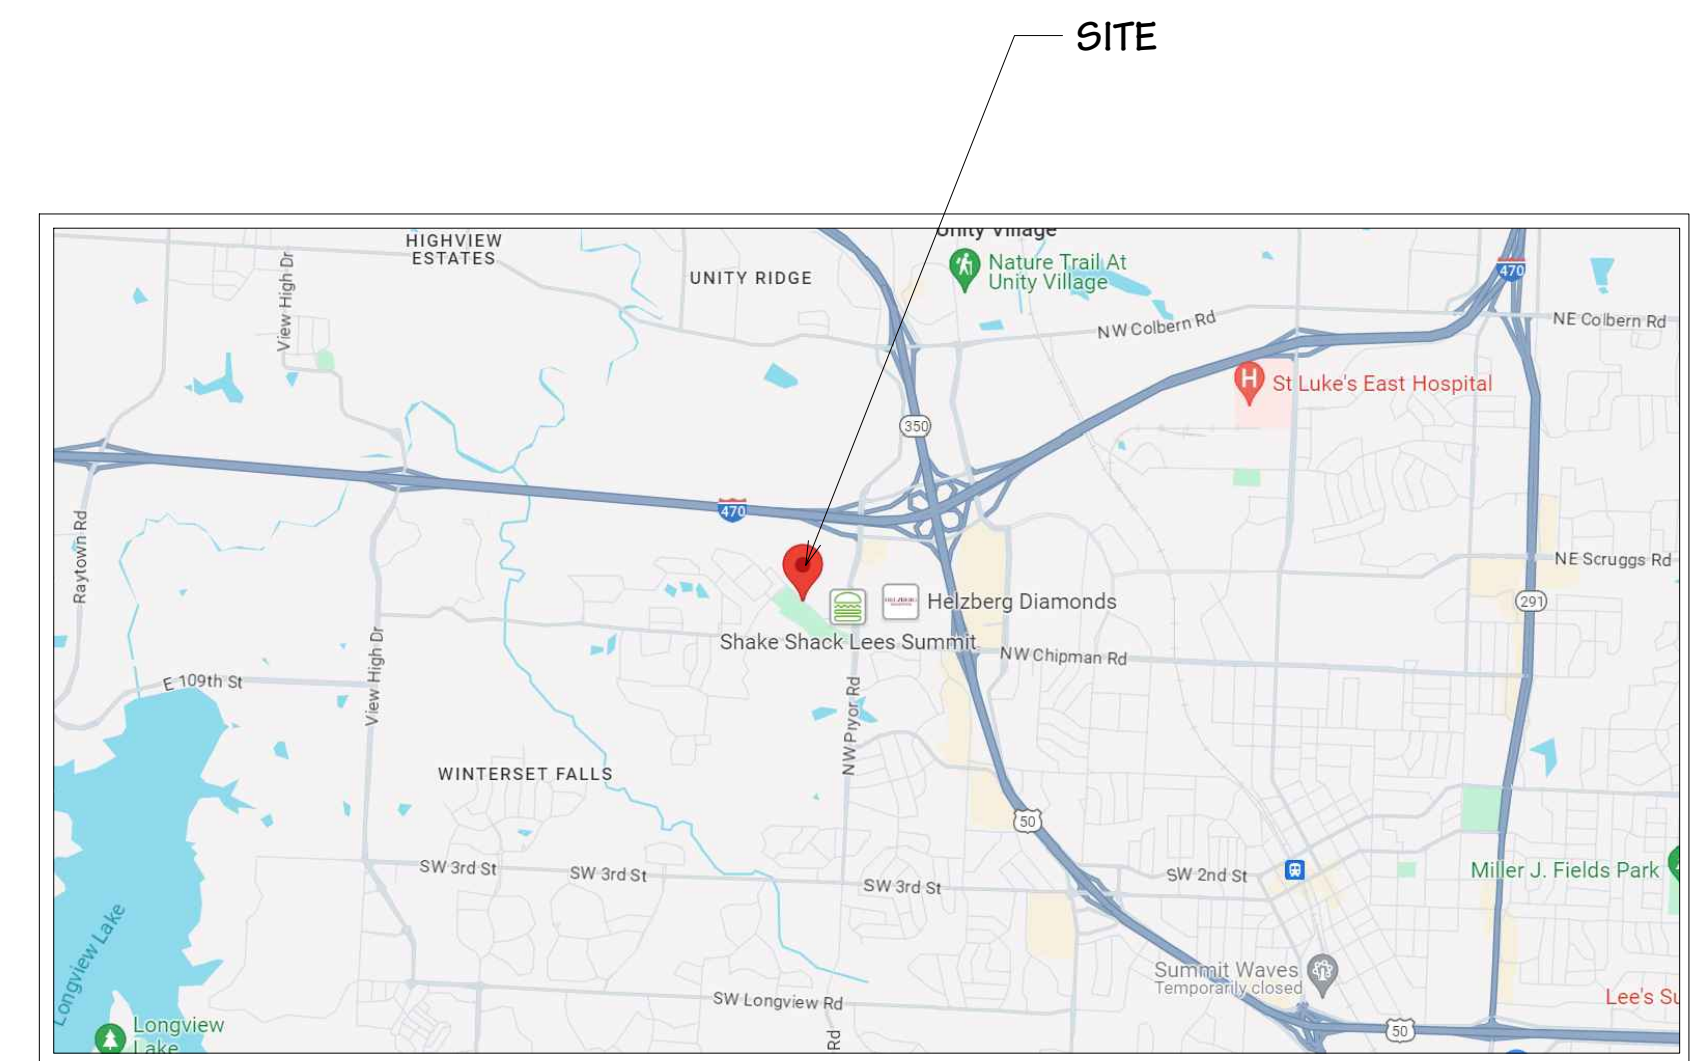 SITE
Unity Village
HIGHVIEW
ESTATES
UNITY RIDGE
Nature Trail At
Unity Village
470
View High Dr
NW Colbern Rd
NE Colbern Rd
St Luke's East Hospital
H
350
470
Raytown Rd
NE Scruggs Rd
HELZBERG
Helzberg Diamonds
291
Shake Shack Lees Summit
NW Chipman Rd
View High Dr
E 109th St
NW Pryor Rd
WINTERSET FALLS
50
SW 3rd St
SW 3rd St
SW 3rd St
SW 2nd St
Miller J. Fields Park
Longview Lake
Summit Waves
Temporarily closed
SW Longview Rd
Lee's Su
Longview
Lake
Rd
50